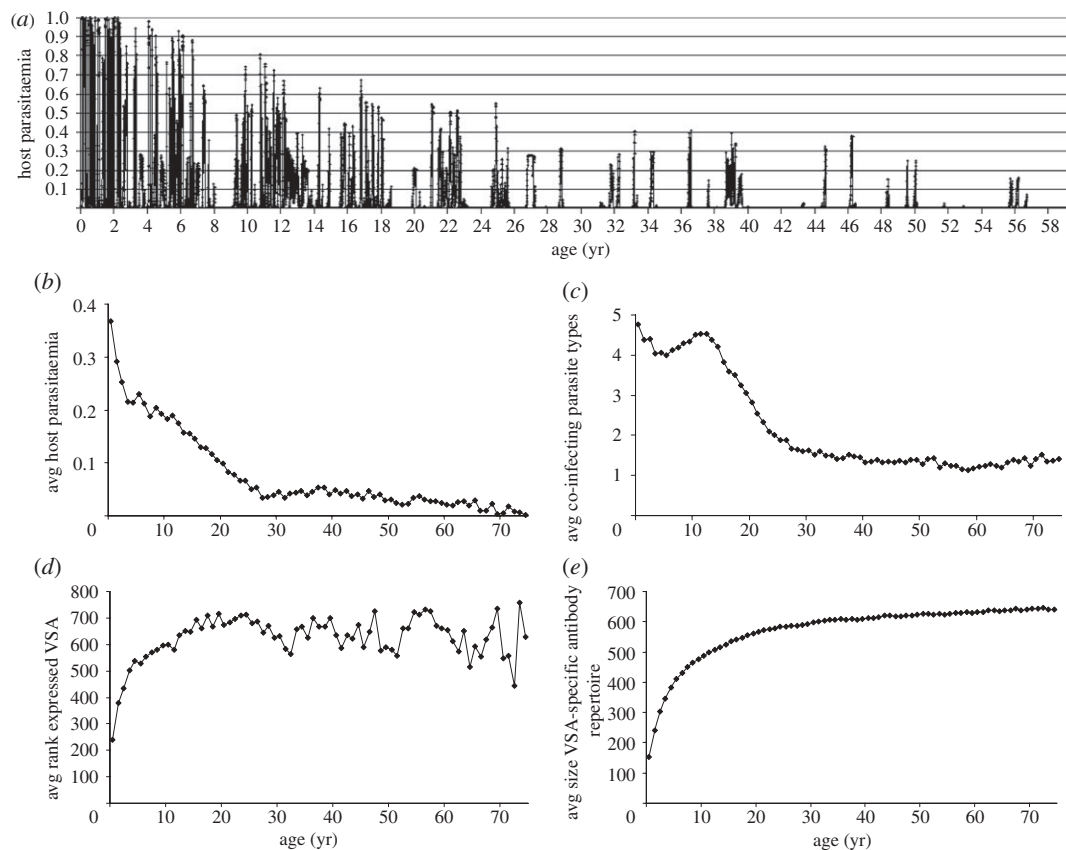 (a)
host parasitaemia
1.0
0.9
0.8
0.7
0.6
0.5
0.4
0.3
0.2
0.1
0 2 4 6 8 10 12 14 16 18 20 22 24 26 28 30 32 34 36 38 40 42 44 46 48 50 52 54 56 58
age (yr)
(b)
avg host parasitaemia
0.4
0.3
0.2
0.1
0 10 20 30 40 50 60 70
(c)
avg co-infecting parasite types
5
4
3
2
1
0 10 20 30 40 50 60 70
(d)
avg rank expressed VSA
800
700
600
500
400
300
200
100
0 10 20 30 40 50 60 70
age (yr)
(e)
avg size VSA-specific antibody
repertoire
700
600
500
400
300
200
100
0 10 20 30 40 50 60 70
age (yr)